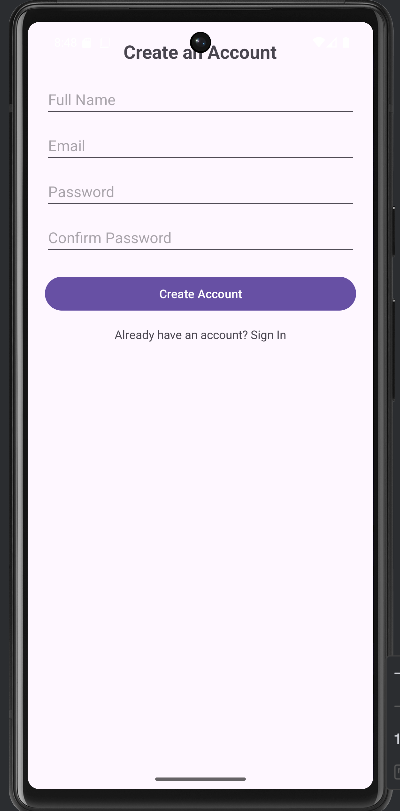 Create an Account
Full Name
Email
Password
Confirm Password
Create Account
Already have an account? Sign In